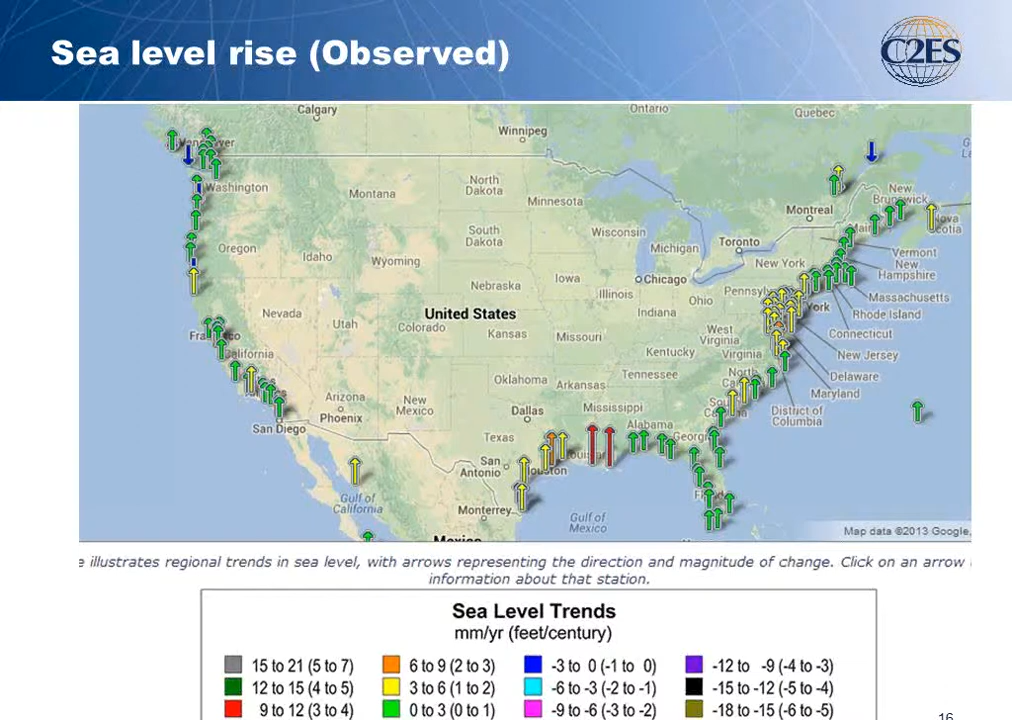 Sea level rise (Observed)
C2ES
Calgary
Ontario
Quebec
Winnipeg
Washington
Montana
North Dakota
Minnesota
New Brunswick
Montreal
Nova Scotia
South Dakota
Wisconsin
Michigan
Toronto
Oregon
Idaho
Wyoming
New York
Vermont
New Hampshire
Iowa
Chicago
Nebraska
Illinois
Massachusetts
Ohio
Nevada
United States
Indiana
Rhode Island
Utah
Colorado
Kansas
Missouri
West Virginia
Connecticut
California
Kentucky
Virginia
New Jersey
Oklahoma
Arkansas
Tennessee
Delaware
Arizona
New Mexico
Maryland
Phoenix
Dallas
Mississippi
District of Columbia
San Diego
Texas
Alabama
San Antonio
Gulf of California
Monterrey
Gulf of Mexico
Map data ©2013 Google,
Mexico
e illustrates regional trends in sea level, with arrows representing the direction and magnitude of change. Click on an arrow
information about that station.
Sea Level Trends
mm/yr (feet/century)
15 to 21 (5 to 7) 6 to 9 (2 to 3) -3 to 0 (-1 to 0) -12 to -9 (-4 to -3)
12 to 15 (4 to 5) 3 to 6 (1 to 2) -6 to -3 (-2 to -1) -15 to -12 (-5 to -4)
9 to 12 (3 to 4) 0 to 3 (0 to 1) -9 to -6 (-3 to -2) -18 to -15 (-6 to -5)
16